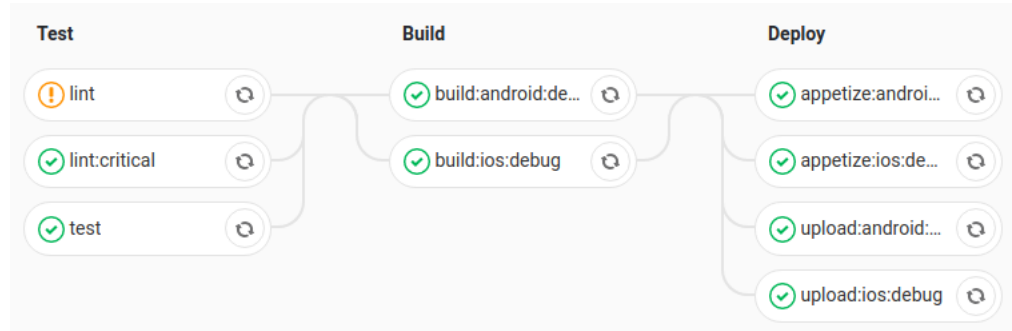 Test
Build
Deploy
lint
build:android:de...
appetize:androi...
lint:critical
build:ios:debug
appetize:ios:de...
test
upload:android:...
upload:ios:debug